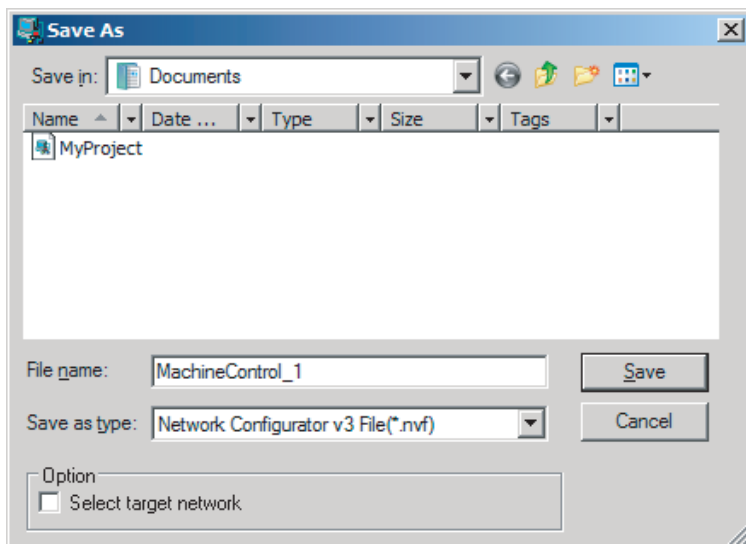 Save As
Save in: Documents
Name Date ... Type Size Tags
MyProject
File name: MachineControl_1 Save
Save as type: Network Configurator v3 File(*.nvf) Cancel
Option
Select target network